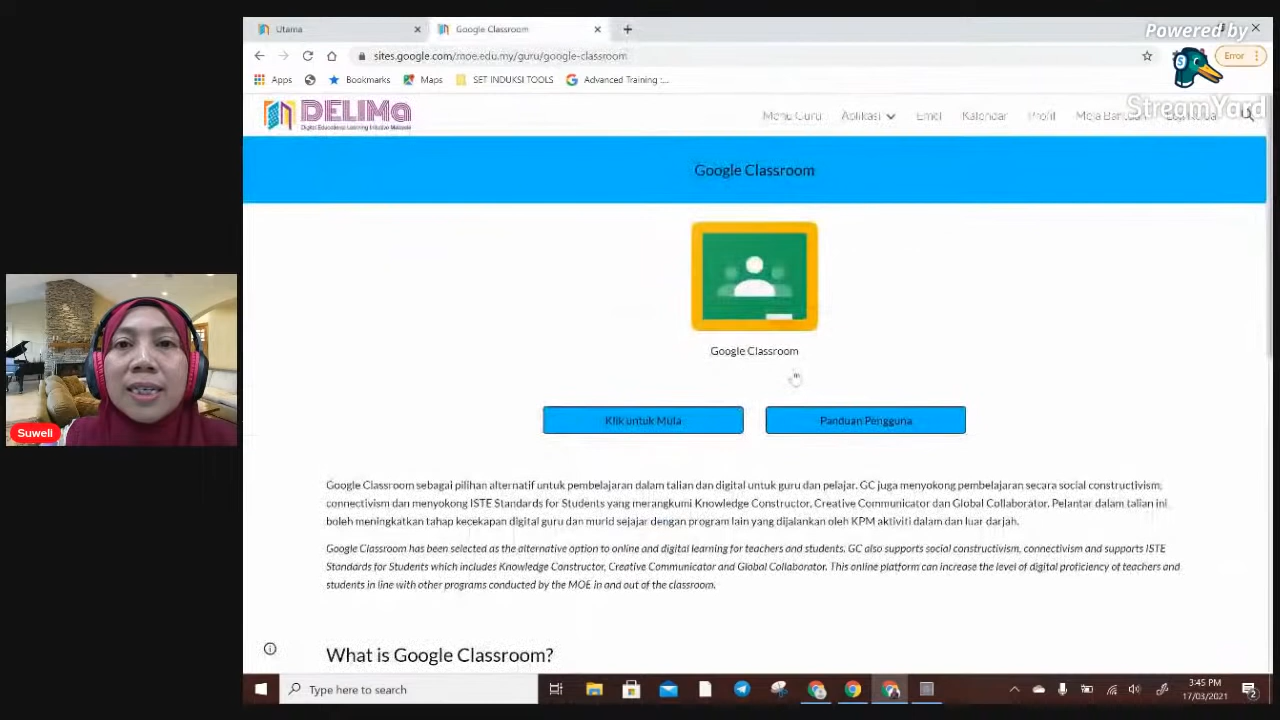 Powered by
StreamYard
Utama
Google Classroom
sites.google.com/moe.edu.my/guru/google-classroom
Error
Apps
Bookmarks
Maps
SET INDUKSI TOOLS
Advanced Training :...
DELIMa
Digital Educational Learning Initiative Malaysia
Menu Guru
Aplikasi
Emel
Kalendar
Profil
Google Classroom
Google Classroom
Klik untuk Mula
Panduan Pengguna
Google Classroom sebagai pilihan alternatif untuk pembelajaran dalam talian dan digital untuk guru dan pelajar. GC juga menyokong pembelajaran secara social constructivism,
connectivism dan menyokong ISTE Standards for Students yang merangkumi Knowledge Constructor, Creative Communicator dan Global Collaborator. Pelantar dalam talian ini
boleh meningkatkan tahap kecekapan digital guru dan murid sejajar dengan program lain yang dijalankan oleh KPM aktiviti dalam dan luar darjah.
Google Classroom has been selected as the alternative option to online and digital learning for teachers and students. GC also supports social constructivism, connectivism and supports ISTE
Standards for Students which includes Knowledge Constructor, Creative Communicator and Global Collaborator. This online platform can increase the level of digital proficiency of teachers and
students in line with other programs conducted by the MOE in and out of the classroom.
What is Google Classroom?
Suweli
Type here to search
3:45 PM
17/03/2021
2